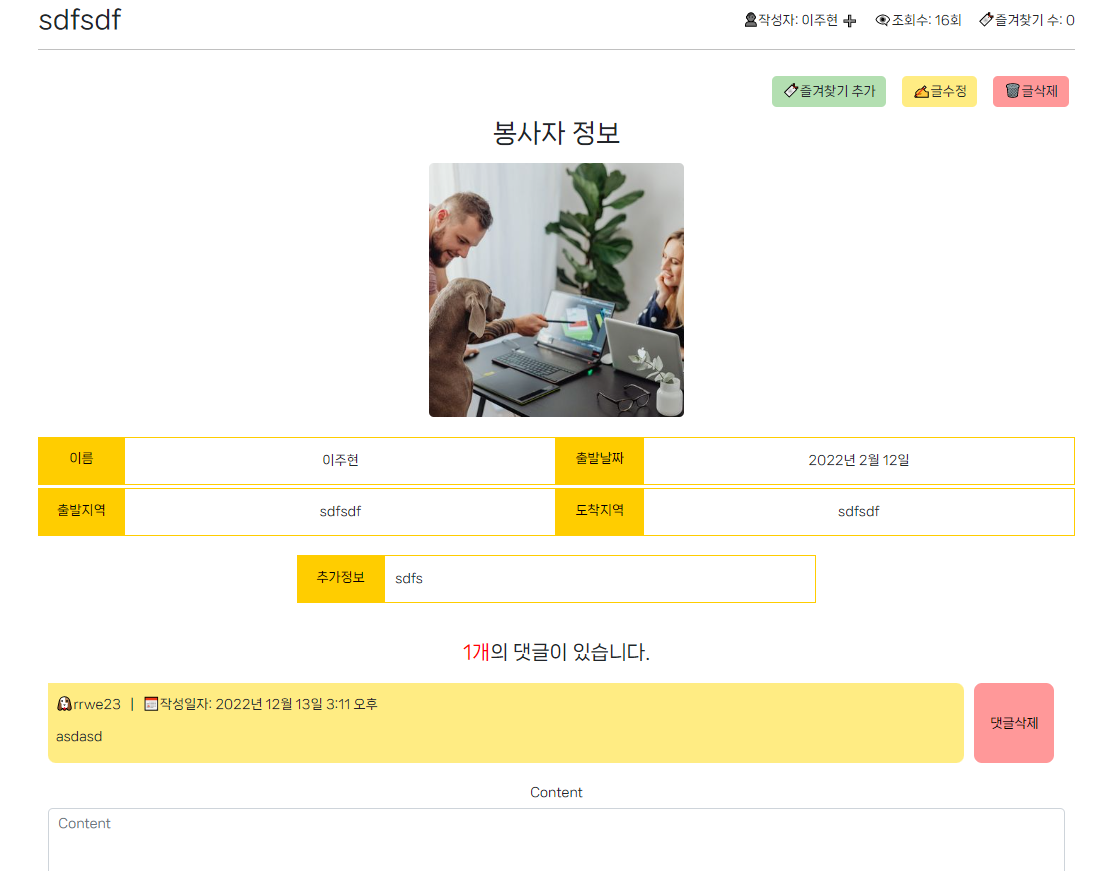 sdfsdf
작성자: 이주현 조회수: 16회 즐겨찾기 수: 0
즐겨찾기 추가 글수정 글삭제
봉사자 정보
이름 이주현 출발날짜 2022년 2월 12일
출발지역 sdfsdf 도착지역 sdfsdf
추가정보 sdfs
1개의 댓글이 있습니다.
rrwe23 | 작성일자: 2022년 12월 13일 3:11 오후
asdasd
댓글삭제
Content
Content